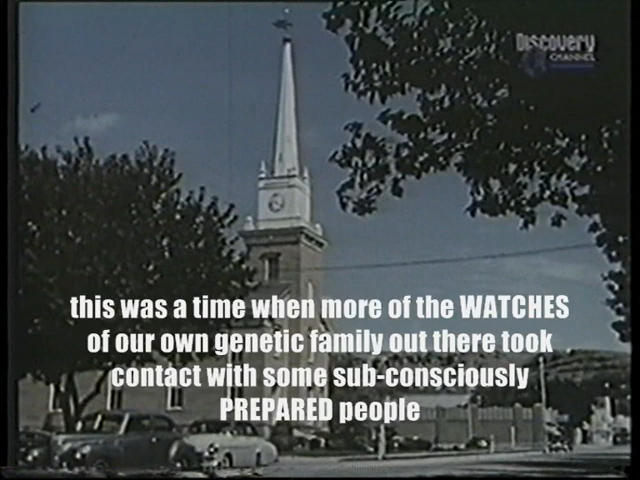 Discovery
CHANNEL
this was a time when more of the WATCHES
of our own genetic family out there took
contact with some sub-consciously
PREPARED people